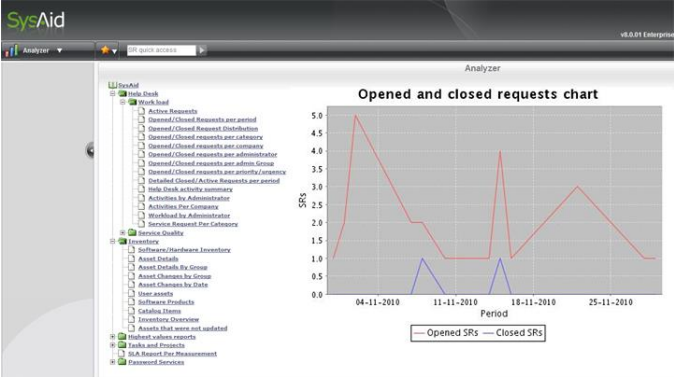 SysAid
v8.0.01 Enterprise
Analyzer
SR quick access
Analyzer
SysAid
Help Desk
Work load
Active Requests
Opened/Closed Requests per period
Opened/Closed Request Distribution
Opened/Closed requests per category
Opened/Closed requests per company
Opened/Closed requests per administrator
Opened/Closed requests per admin Group
Opened/Closed requests per priority/urgency
Detailed Closed/Active Requests per period
Help Desk activity summary
Activities by Administrator
Activities Per Company
Workload by Administrator
Service Request Per Category
Service Quality
Inventory
Software/Hardware Inventory
Asset Details
Asset Details By Group
Asset Changes by Group
Asset Changes by Date
User assets
Software Products
Catalog Items
Inventory Overview
Assets that were not updated
Highest values reports
Tasks and Projects
SLA Report Per Measurement
Password Services
Opened and closed requests chart
5.0
4.5
4.0
3.5
3.0
2.5
2.0
1.5
1.0
0.5
0.0
SRs
04-11-2010 11-11-2010 18-11-2010 25-11-2010
Period
Opened SRs Closed SRs